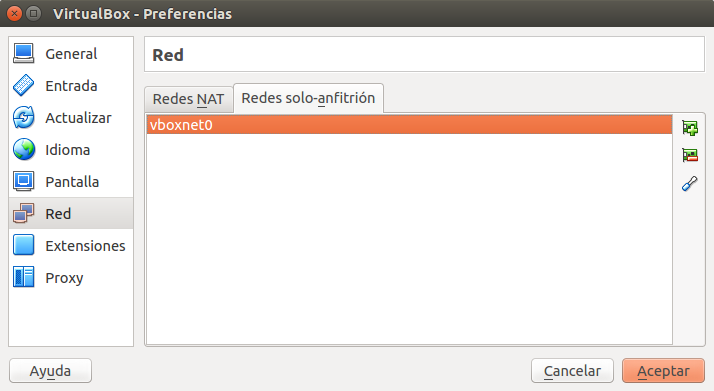 VirtualBox - Preferencias
General
Entrada
Actualizar
Idioma
Pantalla
Red
Extensiones
Proxy
Red
Redes NAT
Redes solo-anfitrión
vboxnet0
Ayuda
Cancelar
Aceptar